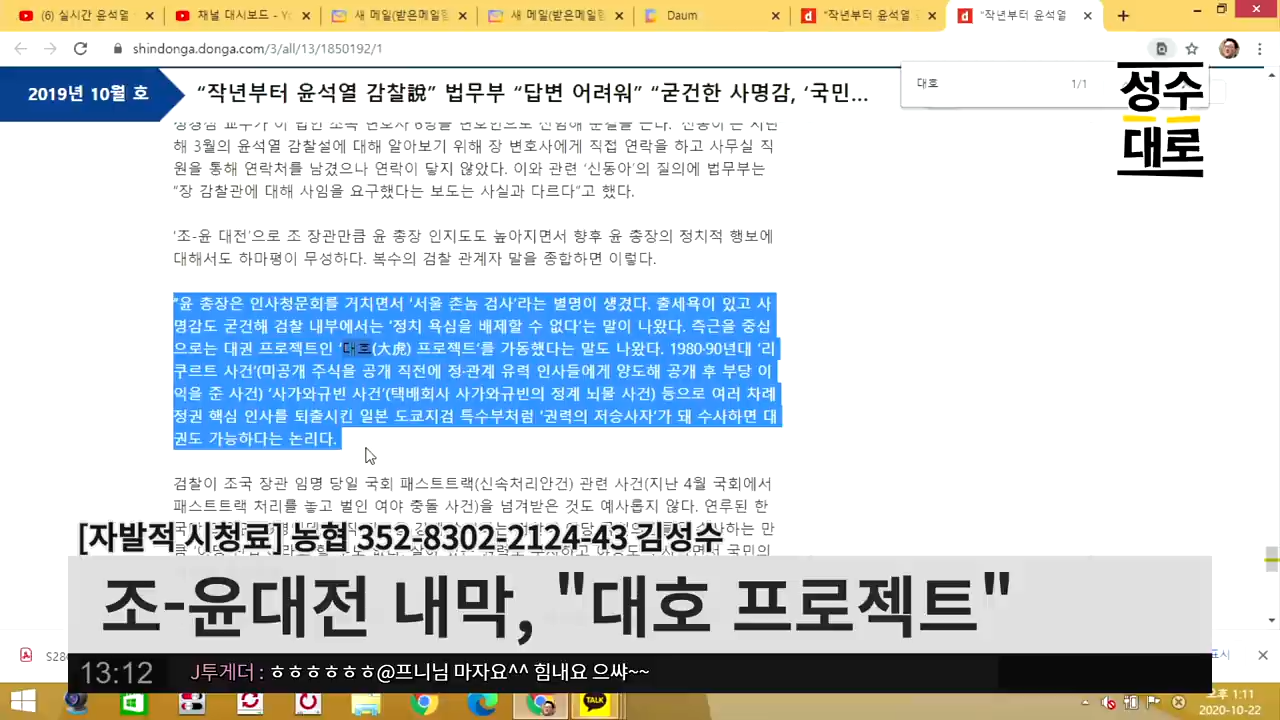 (6) 실시간 윤석열
채널 대시보드 - Yo
새 메일(받은메일함
새 메일(받은메일함
Daum
"작년부터 윤석열
"작년부터 윤석열
shindonga.donga.com/3/all/13/1850192/1
대호
1/1
2019년 10월 호
“작년부터 윤석열 감찰說” 법무부 “답변 어려워” “굳건한 사명감, ‘국민...
성수
대로
해 3월의 윤석열 감찰설에 대해 알아보기 위해 장 변호사에게 직접 연락을 하고 사무실 직
원을 통해 연락처를 남겼으나 연락이 닿지 않았다. 이와 관련 ‘신동아’의 질의에 법무부는
“장 감찰관에 대해 사임을 요구했다는 보도는 사실과 다르다”고 했다.
‘조-윤 대전’으로 조 장관만큼 윤 총장 인지도도 높아지면서 향후 윤 총장의 정치적 행보에
대해서도 하마평이 무성하다. 복수의 검찰 관계자 말을 종합하면 이렇다.
“윤 총장은 인사청문회를 거치면서 ‘서울 촌놈 검사’라는 별명이 생겼다. 출세욕이 있고 사
명감도 굳건해 검찰 내부에서는 ‘정치 욕심을 배제할 수 없다’는 말이 나왔다. 측근을 중심
으로는 대권 프로젝트인 ‘대호(大虎) 프로젝트’를 가동했다는 말도 나왔다. 1980·90년대 ‘리
쿠르트 사건’(미공개 주식을 공개 직전에 정·관계 유력 인사들에게 양도해 공개 후 부당 이
익을 준 사건) ‘사가와규빈 사건’(택배회사 사가와규빈의 정계 뇌물 사건) 등으로 여러 차례
정권 핵심 인사를 퇴출시킨 일본 도쿄지검 특수부처럼 ‘권력의 저승사자’가 돼 수사하면 대
권도 가능하다는 논리다.
검찰이 조국 장관 임명 당일 국회 패스트트랙(신속처리안건) 관련 사건(지난 4월 국회에서
패스트트랙 처리를 놓고 벌인 여야 충돌 사건)을 넘겨받은 것도 예사롭지 않다. 연루된 한
[자발적 시청료] 농협 352-8302-2124-43 김성수
조-윤대전 내막, "대호 프로젝트"
13:12
J투게더 : ㅎㅎㅎㅎㅎㅎ@프니님 마자요^^ 힘내요 으쌰~~
표시
TALK
오후 1:11
2020-10-22